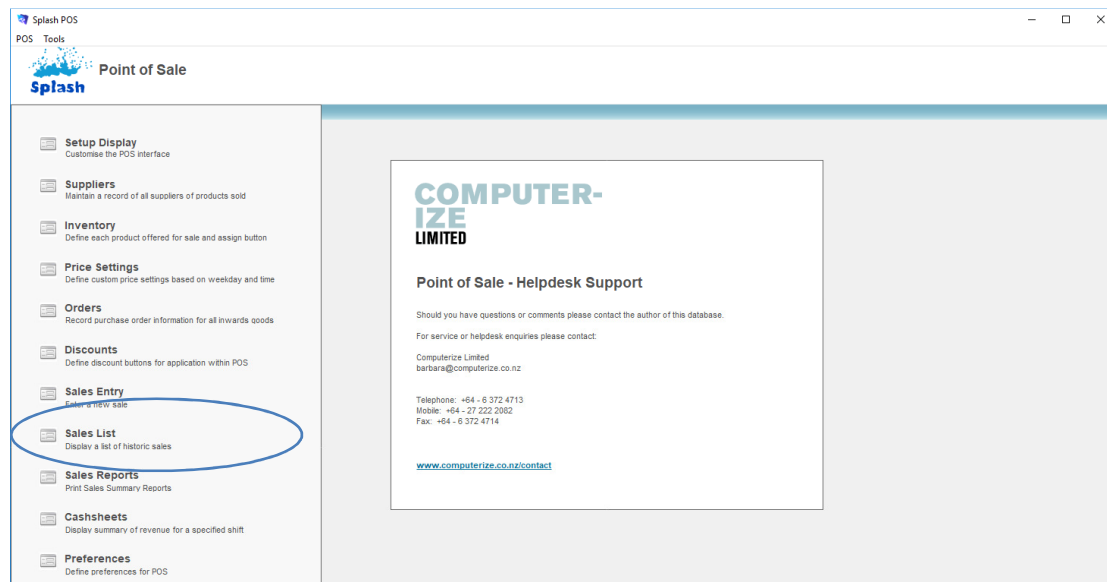 Splash POS
POS Tools
Splash
Point of Sale
Setup Display
Customise the POS interface
Suppliers
Maintain a record of all suppliers of products sold
Inventory
Define each product offered for sale and assign button
Price Settings
Define custom price settings based on weekday and time
Orders
Record purchase order information for all inwards goods
Discounts
Define discount buttons for application within POS
Sales Entry
Enter a new sale
Sales List
Display a list of historic sales
Sales Reports
Print Sales Summary Reports
Cashsheets
Display summary of revenue for a specified shift
Preferences
Define preferences for POS
COMPUTER-
IZE
LIMITED
Point of Sale - Helpdesk Support
Should you have questions or comments please contact the author of this database.
For service or helpdesk enquiries please contact:
Computerize Limited
barbara@computerize.co.nz
Telephone: +64 - 6 372 4713
Mobile: +64 - 27 222 2082
Fax: +64 - 6 372 4714
www.computerize.co.nz/contact